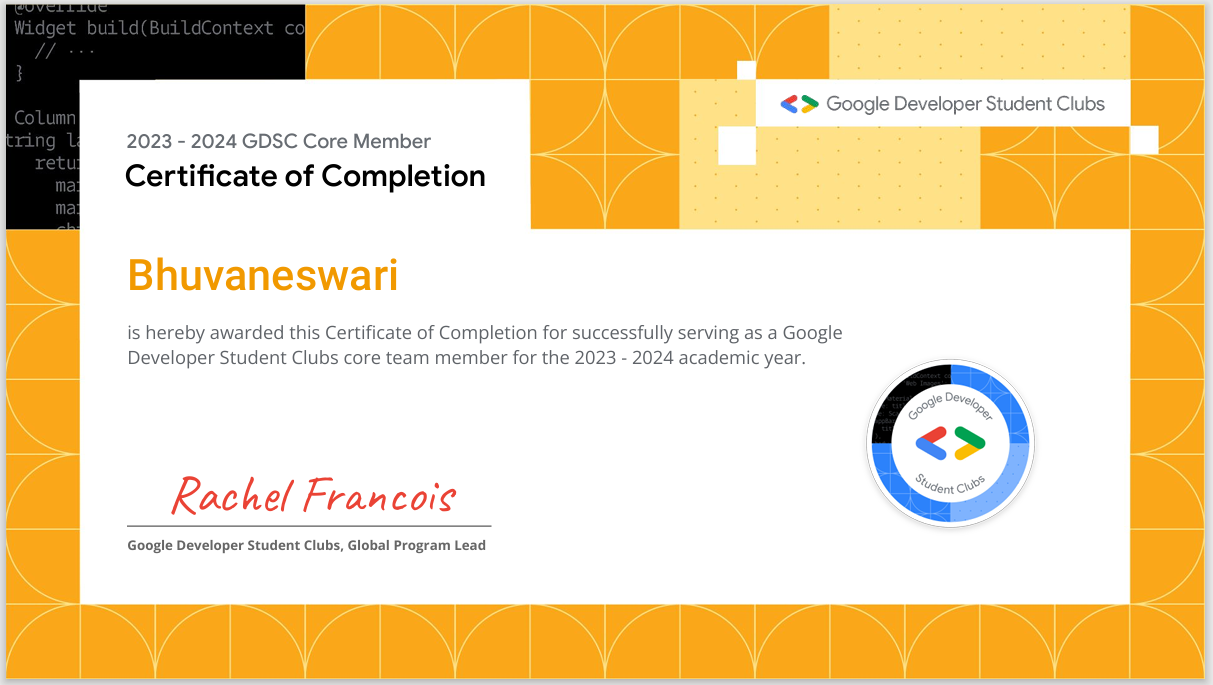 @override
Widget build(BuildContext co
// ...
}
Column
tring la
retu
ma
ma
Google Developer Student Clubs
2023 - 2024 GDSC Core Member
Certificate of Completion
Bhuvaneswari
is hereby awarded this Certificate of Completion for successfully serving as a Google
Developer Student Clubs core team member for the 2023 - 2024 academic year.
Google Developer
Student Clubs
Rachel Francois
Google Developer Student Clubs, Global Program Lead